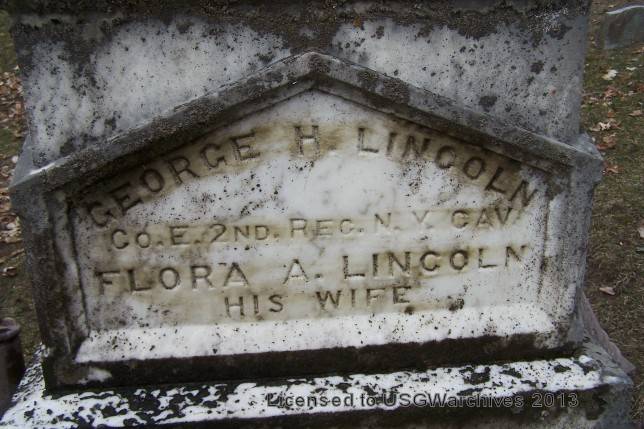 GEORGE H LINCOLN
CO. E. 2ND. REG. N. Y. CAV.
FLORA A. LINCOLN
HIS WIFE
Licensed to USGWarchives 2013